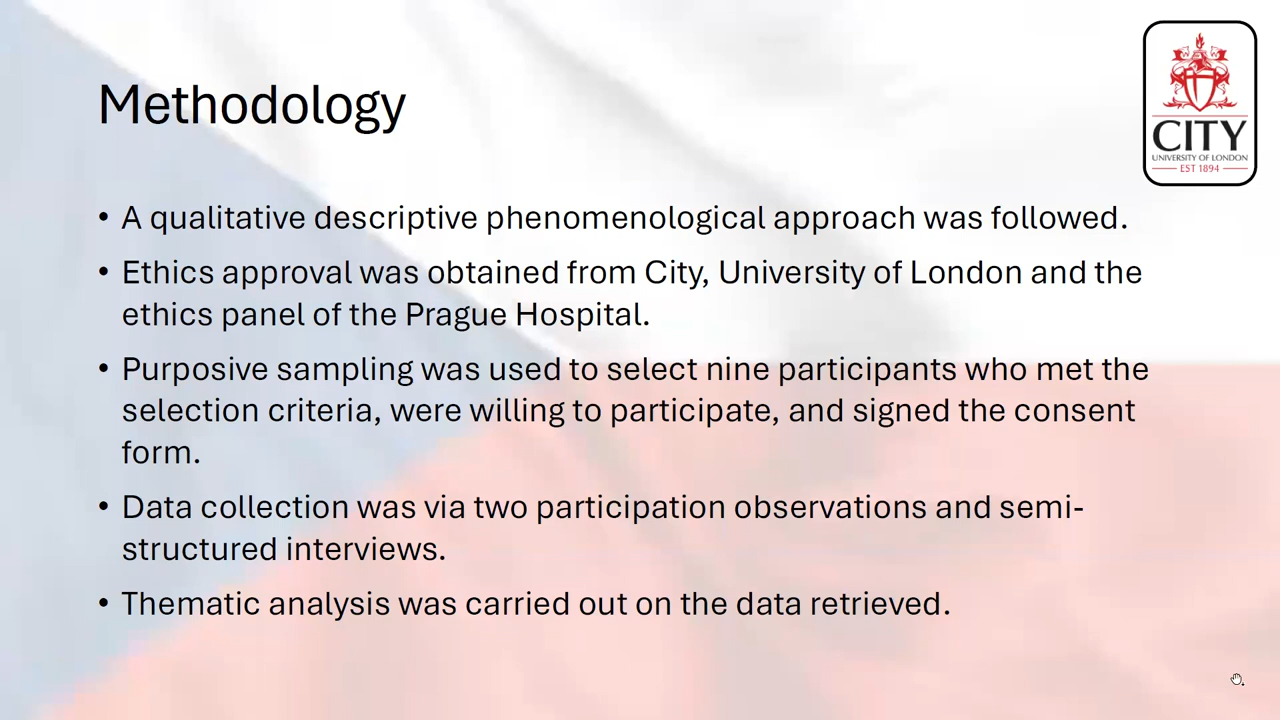 Methodology
CITY
UNIVERSITY OF LONDON
EST 1894
• A qualitative descriptive phenomenological approach was followed.
• Ethics approval was obtained from City, University of London and the
ethics panel of the Prague Hospital.
• Purposive sampling was used to select nine participants who met the
selection criteria, were willing to participate, and signed the consent
form.
• Data collection was via two participation observations and semi-
structured interviews.
• Thematic analysis was carried out on the data retrieved.